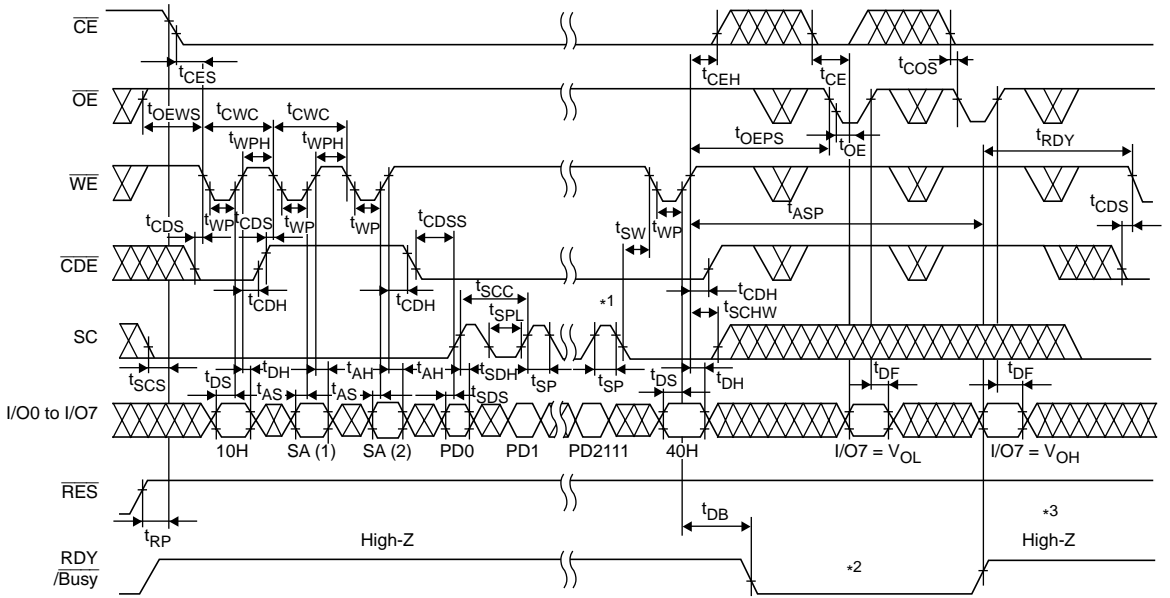 CE
tCES
tCEH
tCE
tCOS
OE
tOEWS
tCWC
tCWC
tWPH
tWPH
tOEPS
tOE
tRDY
WE
tCDS
tWP
tCDS
tWP
tWP
tCDSS
tSW
tWP
tASP
tCDS
CDE
tCDH
tCDH
tSCC
*1
tCDH
tSPL
tSCHW
SC
tSCS
tDS
tDH
tAS
tAH
tAS
tAH
tSDH
tSDS
tSP
tSP
tDS
tDH
tDF
tDF
I/O0 to I/O7
10H
SA (1)
SA (2)
PD0
PD1
PD2111
40H
I/O7 = VOL
I/O7 = VOH
RES
tRP
tDB
*3
RDY
/Busy
High-Z
*2
High-Z